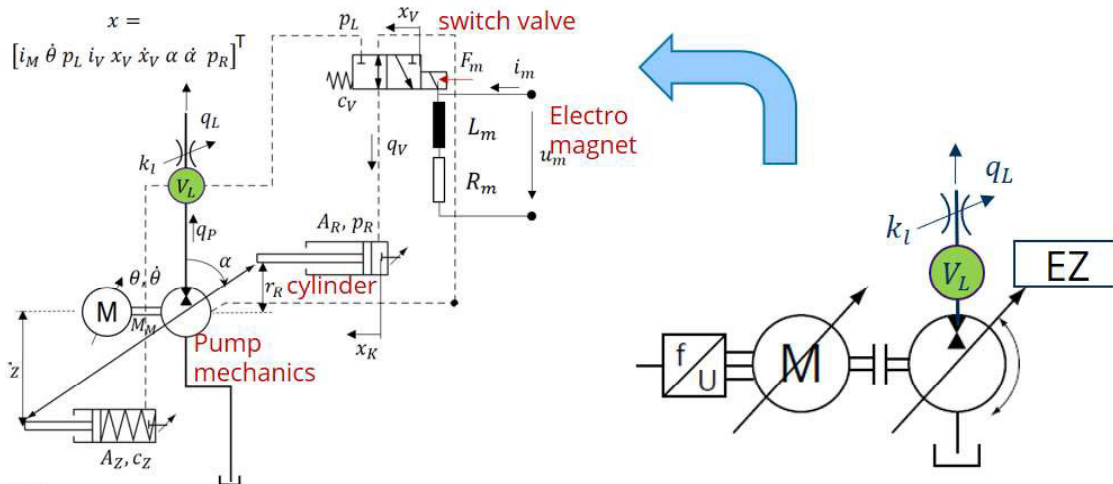 x =
[i_M θ̇ p_L i_V x_V ẋ_V α α̇ p_R]^T
p_L
x_V
switch valve
F_m
i_m
c_V
L_m
Electro
magnet
u_m
R_m
q_V
q_L
k_l
V_L
q_P
A_R, p_R
α
θ, θ̇
r_R
cylinder
M
M_M
x_K
Pump
mechanics
A_Z, c_Z
q_L
k_l
V_L
EZ
f
U
M